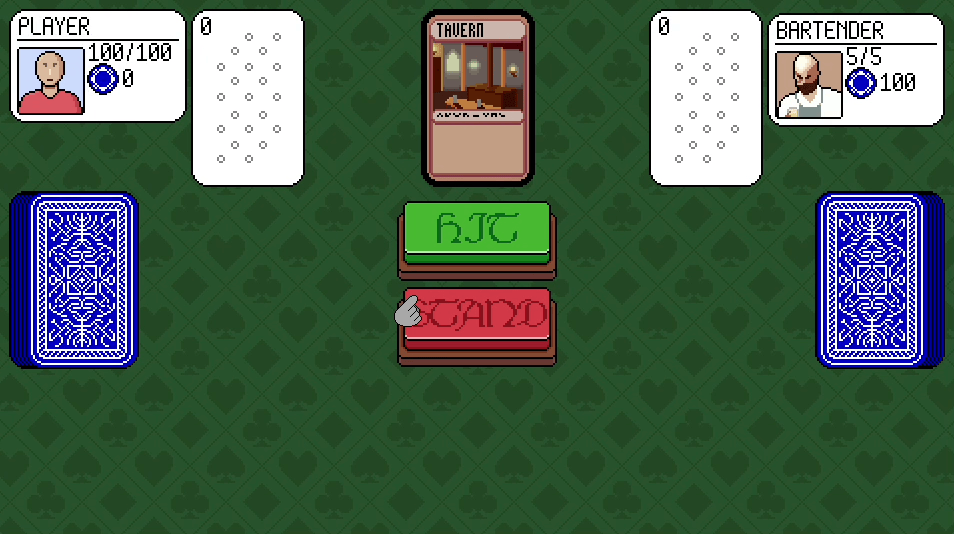 PLAYER
100/100
0
0
TAVERN
0
BARTENDER
5/5
100
HIT
STAND